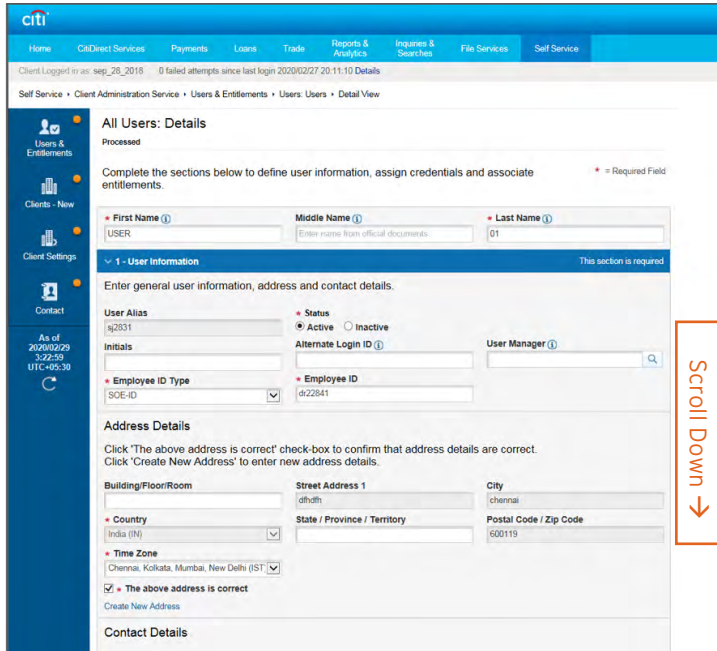 citi
Home CitiDirect Services Payments Loans Trade Reports & Analytics Inquiries & Searches File Services Self Service
Client Logged in as: sep_28_2018 0 failed attempts since last login 2020/02/27 20:11:10 Details
Self Service › Client Administration Service › Users & Entitlements › Users: Users › Detail View
Users & Entitlements
Clients - New
Client Settings
Contact
As of
2020/02/29
3:22:59
UTC+05:30
All Users: Details
Processed
Complete the sections below to define user information, assign credentials and associate
entitlements.
* = Required Field
* First Name Middle Name * Last Name
USER Enter name from official documents 01
1 - User Information This section is required
Enter general user information, address and contact details.
User Alias * Status
sj2831 Active Inactive
Initials Alternate Login ID User Manager
* Employee ID Type * Employee ID
SOE-ID dr22841
Address Details
Click 'The above address is correct' check-box to confirm that address details are correct.
Click 'Create New Address' to enter new address details.
Building/Floor/Room Street Address 1 City
dfhdfh chennai
* Country State / Province / Territory Postal Code / Zip Code
India (IN) 600119
* Time Zone
Chennai, Kolkata, Mumbai, New Delhi (IST
* The above address is correct
Create New Address
Contact Details
Scroll Down →